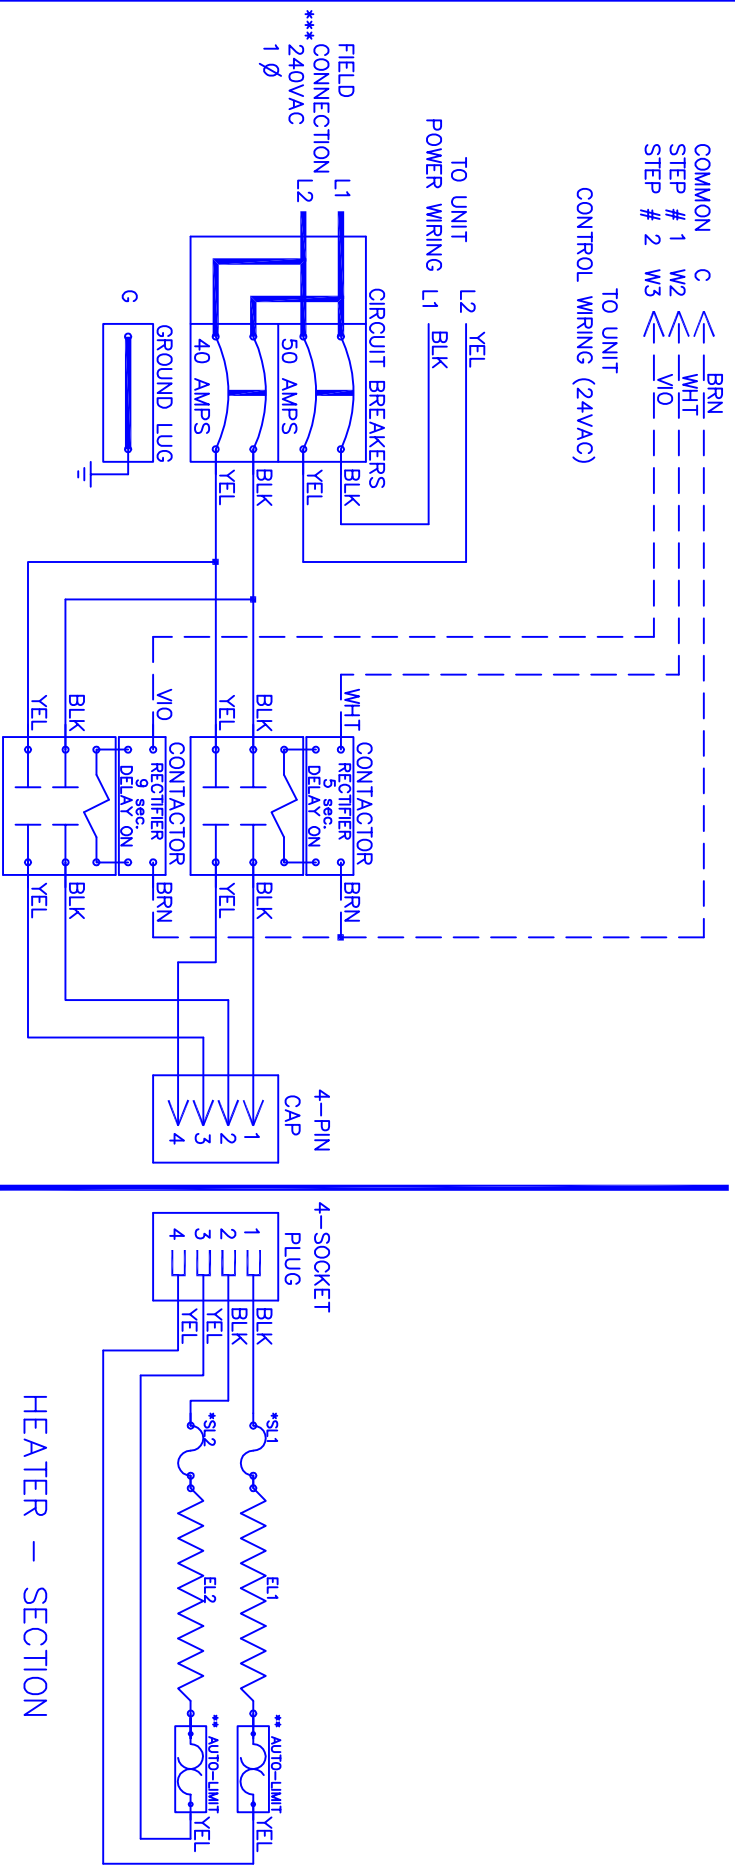 FIELD
*** CONNECTION
240VAC
1 Ø
L1
L2
TO UNIT
POWER WIRING
L2 YEL
L1 BLK
COMMON C
STEP # 1 W2
STEP # 2 W3
BRN
WHT
VIO
TO UNIT
CONTROL WIRING (24VAC)
CIRCUIT BREAKERS
50 AMPS
40 AMPS
BLK
YEL
BLK
YEL
G
GROUND LUG
WHT
BLK
YEL
VIO
BLK
YEL
CONTACTOR
RECTIFIER
5 sec.
DELAY ON
CONTACTOR
RECTIFIER
9 sec.
DELAY ON
BRN
BLK
YEL
BRN
BLK
YEL
4-PIN
CAP
1
2
3
4
4-SOCKET
PLUG
1
2
3
4
BLK
BLK
YEL
YEL
*SL1
*SL2
EL1
EL2
** AUTO-LIMIT
** AUTO-LIMIT
YEL
YEL
HEATER - SECTION